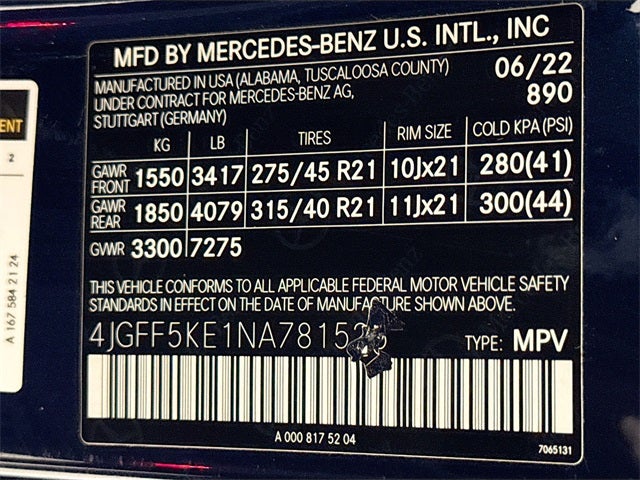 MFD BY MERCEDES-BENZ U.S. INTL., INC
MANUFACTURED IN USA (ALABAMA, TUSCALOOSA COUNTY) 06/22
UNDER CONTRACT FOR MERCEDES-BENZ AG, 890
STUTTGART (GERMANY)
KG LB TIRES RIM SIZE COLD KPA (PSI)
GAWR FRONT 1550 3417 275/45 R21 10Jx21 280(41)
GAWR REAR 1850 4079 315/40 R21 11Jx21 300(44)
GVWR 3300 7275
THIS VEHICLE CONFORMS TO ALL APPLICABLE FEDERAL MOTOR VEHICLE SAFETY
STANDARDS IN EFFECT ON THE DATE OF MANUFACTURE SHOWN ABOVE.
TYPE: MPV
A 000 817 52 04
7065131
2
A 167 584 21 24